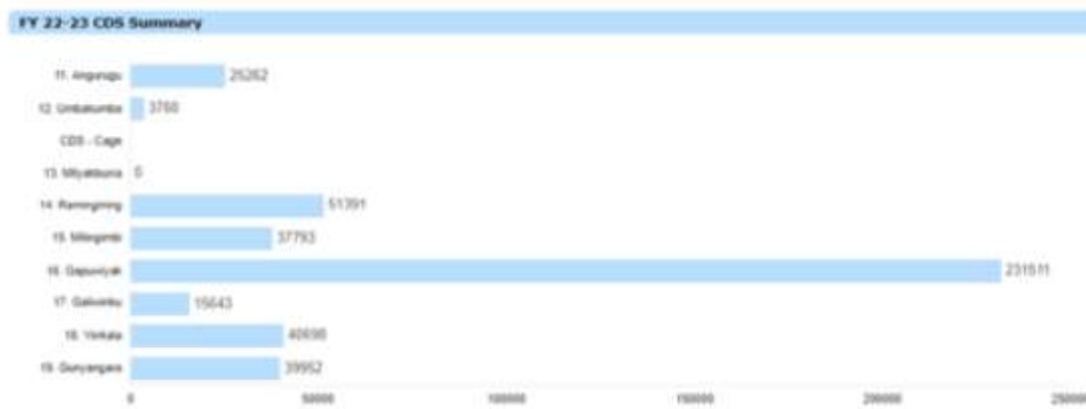 FY 22-23 CDS Summary
11. Angurugu 25262
12. Umbakumba 3768
CDS - Cage
13. Milyakburra 0
14. Ramingining 51391
15. Milingimbi 37793
16. Gapuwiyak 231511
17. Galiwinku 15643
18. Yirrkala 40698
19. Gunyangara 39952
0 50000 100000 150000 200000 250000